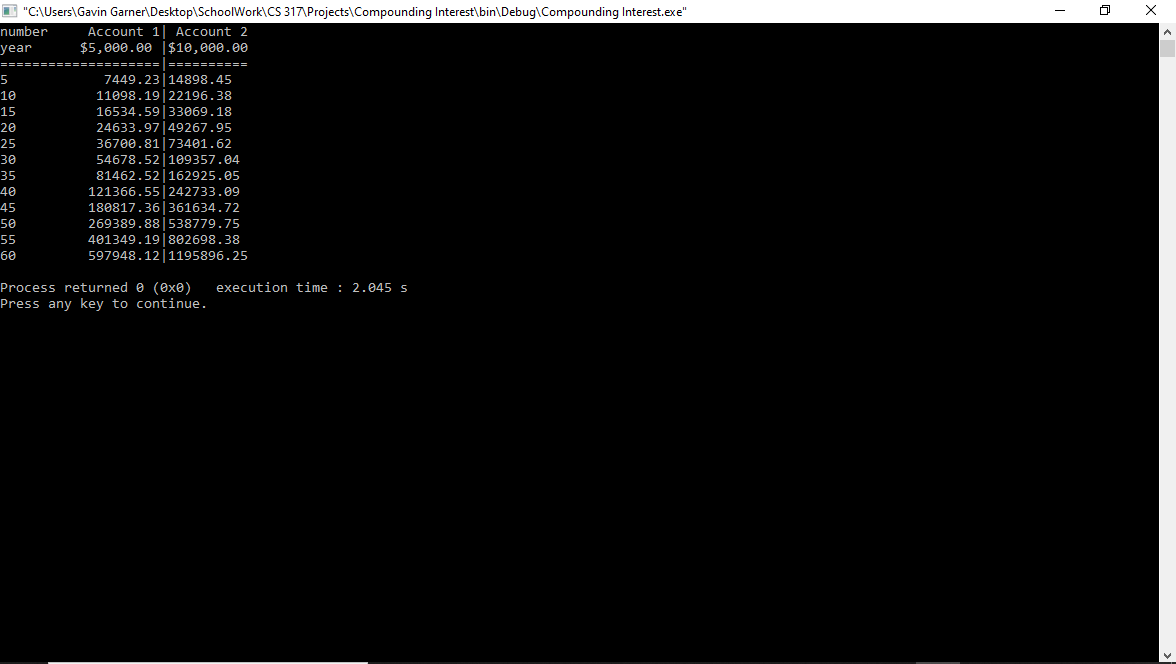 "C:\Users\Gavin Garner\Desktop\SchoolWork\CS 317\Projects\Compounding Interest\bin\Debug\Compounding Interest.exe"
number     Account 1| Account 2
year      $5,000.00 |$10,000.00
====================|==========
5            7449.23|14898.45
10          11098.19|22196.38
15          16534.59|33069.18
20          24633.97|49267.95
25          36700.81|73401.62
30          54678.52|109357.04
35          81462.52|162925.05
40         121366.55|242733.09
45         180817.36|361634.72
50         269389.88|538779.75
55         401349.19|802698.38
60         597948.12|1195896.25
Process returned 0 (0x0)   execution time : 2.045 s
Press any key to continue.